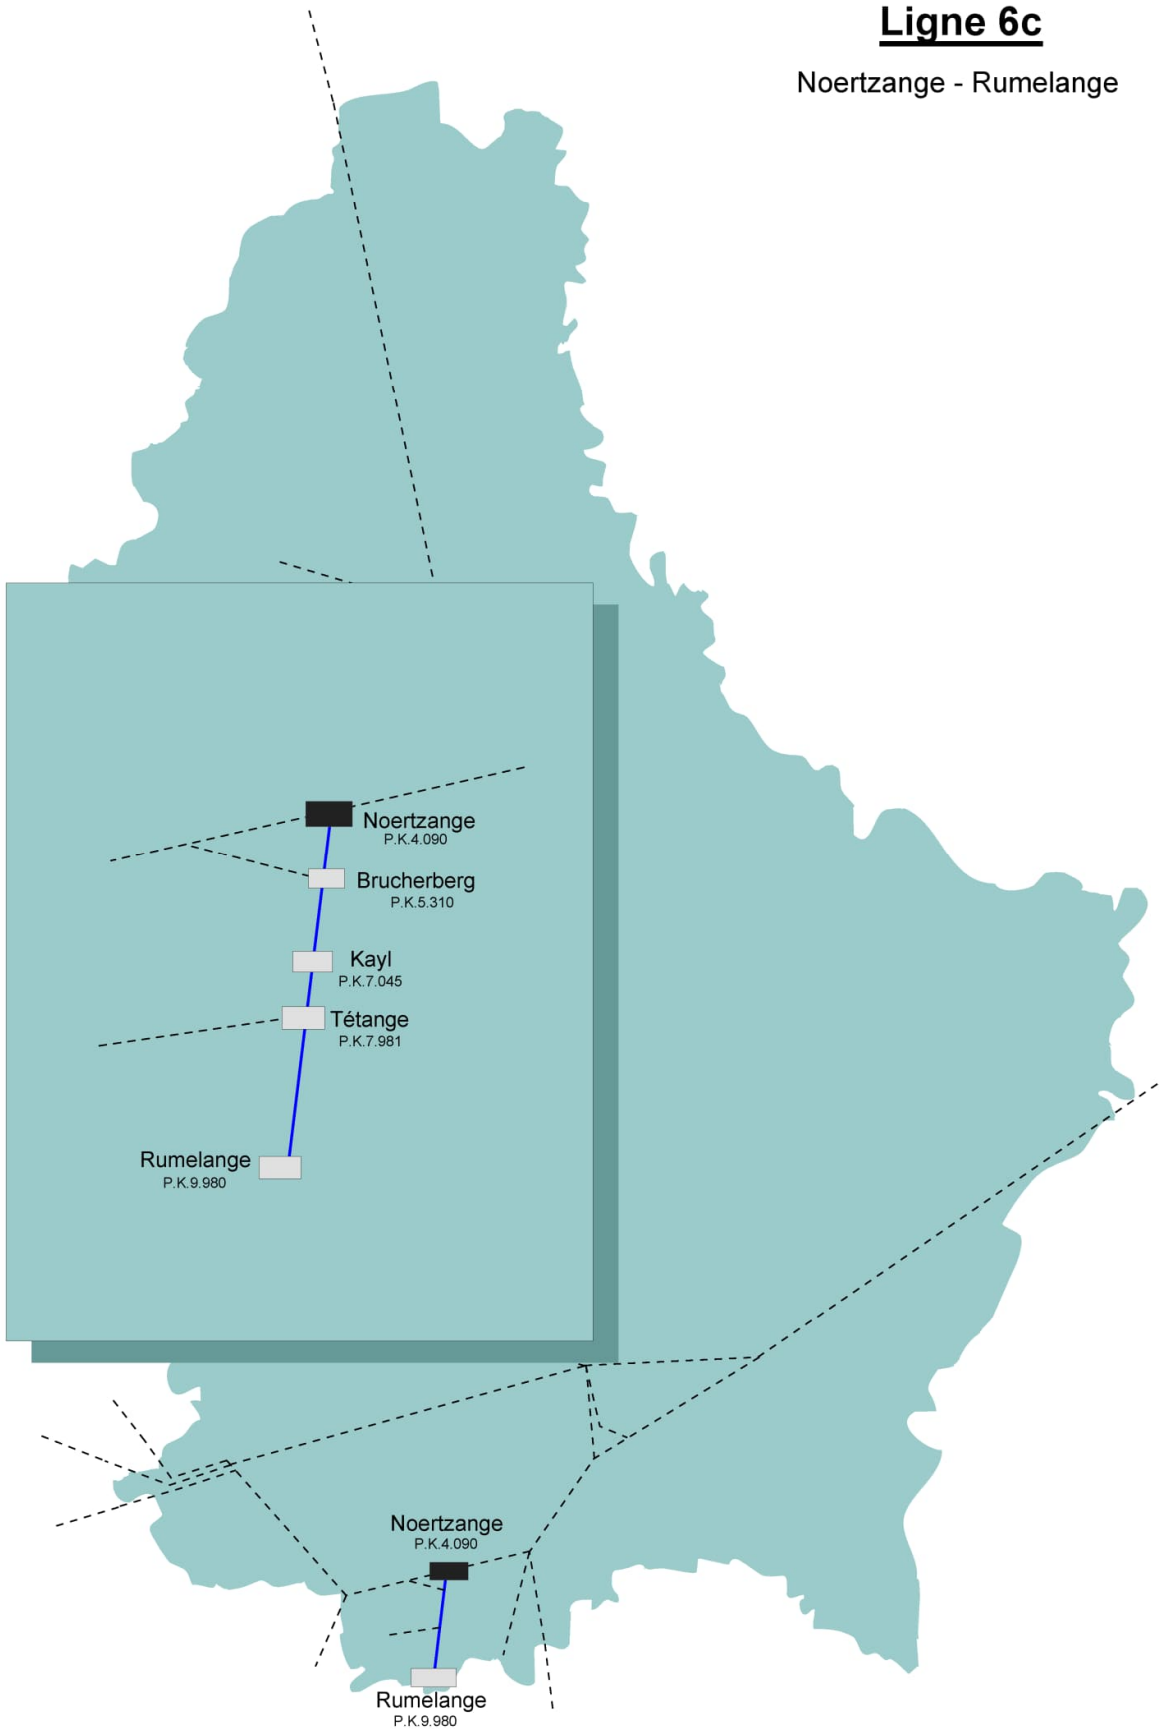 Ligne 6c
Noertzange - Rumelange
Noertzange
P.K.4.090
Brucherberg
P.K.5.310
Kayl
P.K.7.045
Tétange
P.K.7.981
Rumelange
P.K.9.980
Noertzange
P.K.4.090
Rumelange
P.K.9.980